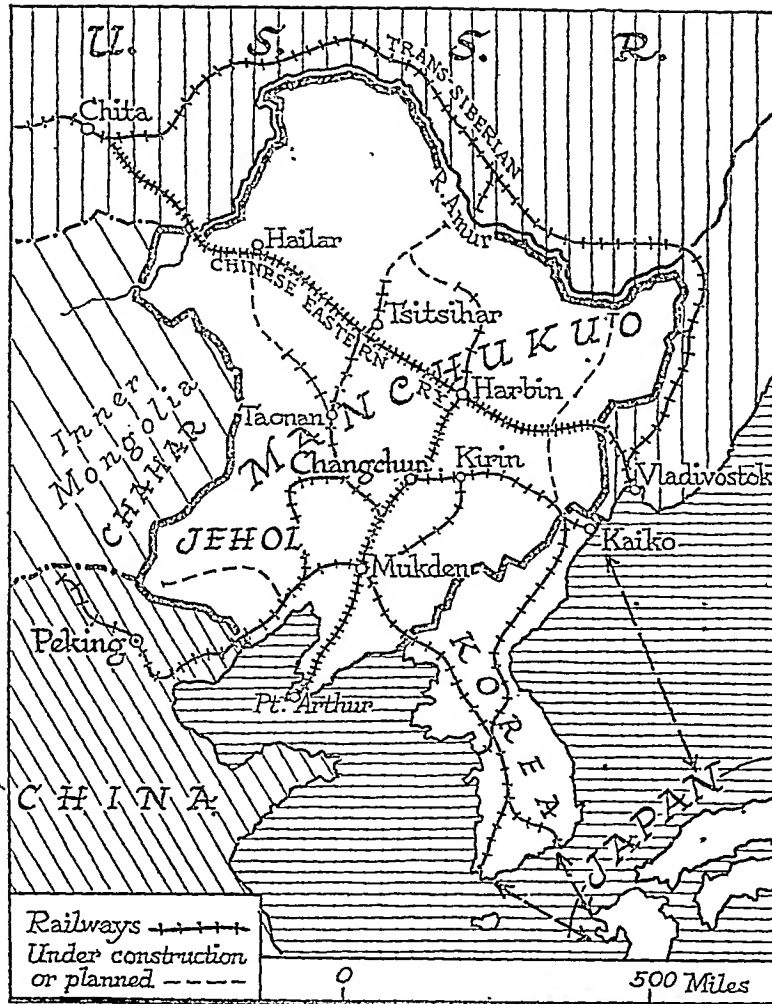 U. S. S. R.
TRANS-SIBERIAN
Chita
R. Amur
Hailar
CHINESE EASTERN RY.
Tsitsihar
MANCHUKUO
Harbin
Inner
Mongolia
CHAHAR
Taonan
Changchun
Kirin
Vladivostok
JEHOL
Kaiko
Mukden
Peking
KOREA
Pt. Arthur
CHINA
JAPAN
Railways
Under construction
or planned
0 500 Miles